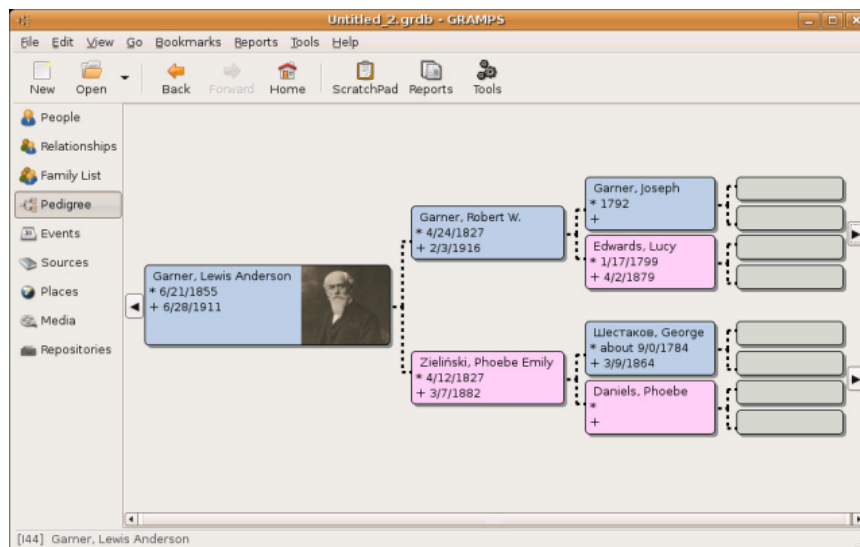 Untitled_2.grdb - GRAMPS
File Edit View Go Bookmarks Reports Tools Help
New Open Back Forward Home ScratchPad Reports Tools
People
Relationships
Family List
Pedigree
Events
Sources
Places
Media
Repositories
Garner, Lewis Anderson
* 6/21/1855
+ 6/28/1911
Garner, Robert W.
* 4/24/1827
+ 2/3/1916
Zieliński, Phoebe Emily
* 4/12/1827
+ 3/7/1882
Garner, Joseph
* 1792
+
Edwards, Lucy
* 1/17/1799
+ 4/2/1879
Шестаков, George
* about 9/0/1784
+ 3/9/1864
Daniels, Phoebe
*
+
[I44] Garner, Lewis Anderson